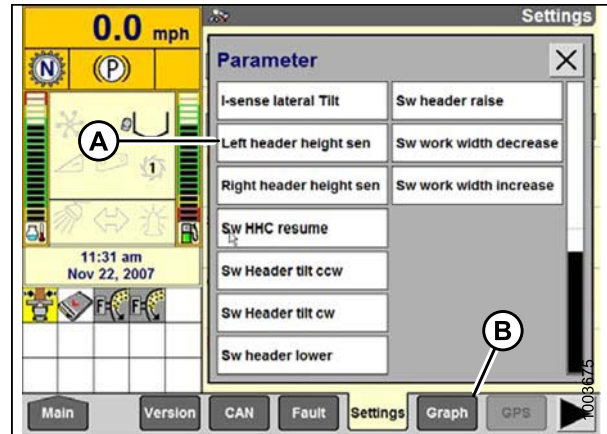 0.0 mph
Settings
N
(P)
Parameter
I-sense lateral Tilt
Sw header raise
A
Left header height sen
Sw work width decrease
1
Right header height sen
Sw work width increase
Sw HHC resume
11:31 am
Nov 22, 2007
Sw Header tilt ccw
F
F
Sw Header tilt cw
B
Sw header lower
1003675
Main
Version
CAN
Fault
Settings
Graph
GPS